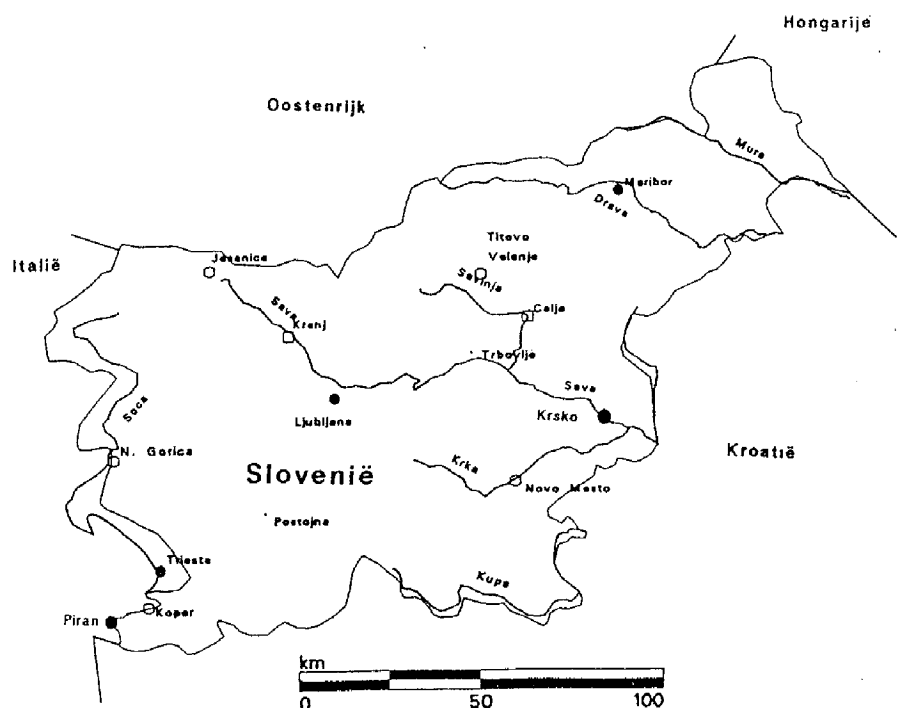 Hongarije
Oostenrijk
Mura
Maribor
Drava
Titovo
Velenje
Italië
Jesenice
Savinja
Sava
Celje
Kranj
Trbovlje
Sava
Soca
Ljubljana
Krsko
N. Gorica
Kroatië
Slovenië
Krka
Novo Mesto
Postojna
Trieste
Kupa
Koper
Piran
km
0 50 100